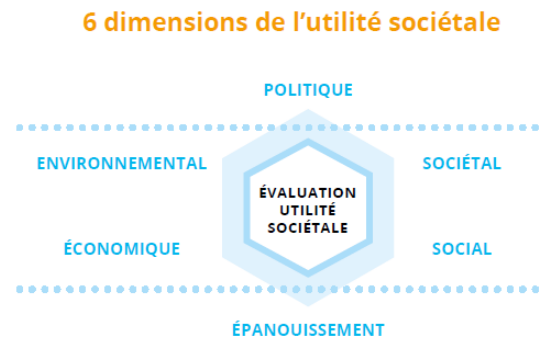 6 dimensions de l'utilité sociétale
POLITIQUE
ENVIRONNEMENTAL
SOCIÉTAL
ÉVALUATION
UTILITÉ
SOCIÉTALE
ÉCONOMIQUE
SOCIAL
ÉPANOUISSEMENT